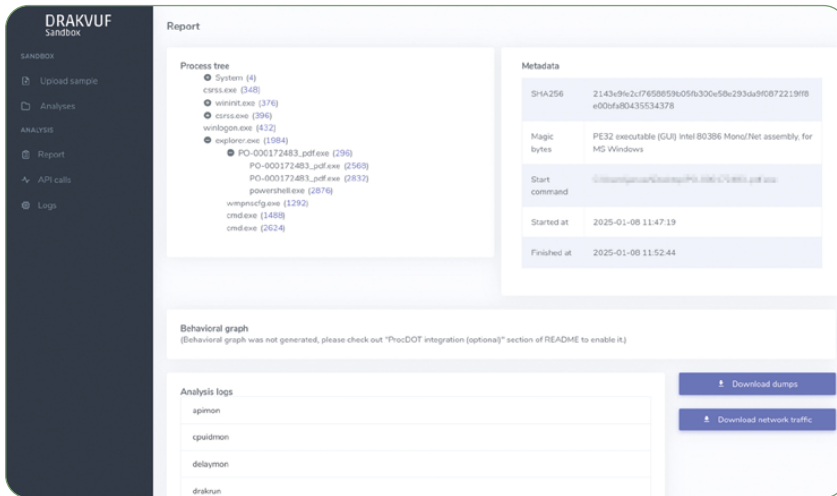 DRAKVUF
Sandbox
SANDBOX
Upload sample
Analyses
ANALYSIS
Report
API calls
Logs
Report
Process tree
System (4)
csrss.exe (348)
wininit.exe (376)
csrss.exe (396)
winlogon.exe (432)
explorer.exe (1984)
PO-000172483_pdf.exe (296)
PO-000172483_pdf.exe (2568)
PO-000172483_pdf.exe (2832)
powershell.exe (2876)
wmpnscfg.exe (1292)
cmd.exe (1488)
cmd.exe (2624)
Metadata
SHA256
Magic
bytes
PE32 executable (GUI) Intel 80386 Mono/.Net assembly, for
MS Windows
Start
command
Started at 2025-01-08 11:47:19
Finished at 2025-01-08 11:52:44
Behavioral graph
(Behavioral graph was not generated, please check out "ProcDOT integration (optional)" section of README to enable it.)
Analysis logs
apimon
cpuidmon
delaymon
drakrun
Download dumps
Download network traffic